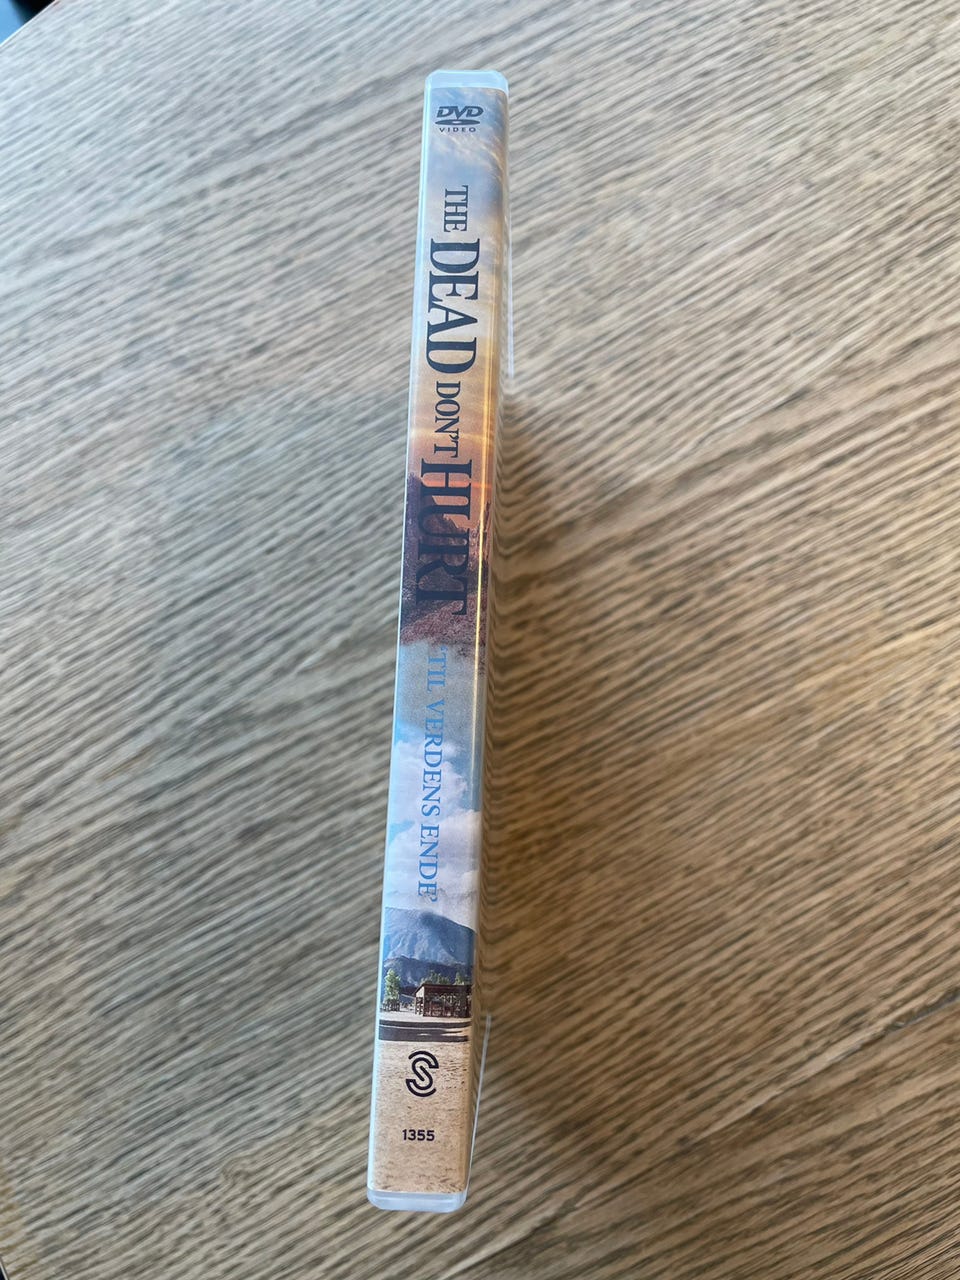 DVD
VIDEO
THE DEAD DON'T HURT
'TIL VERDENS ENDE'
S
1355